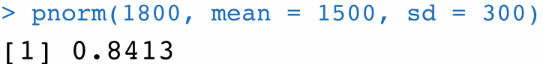 > pnorm(1800, mean = 1500, sd = 300)
[1] 0.8413